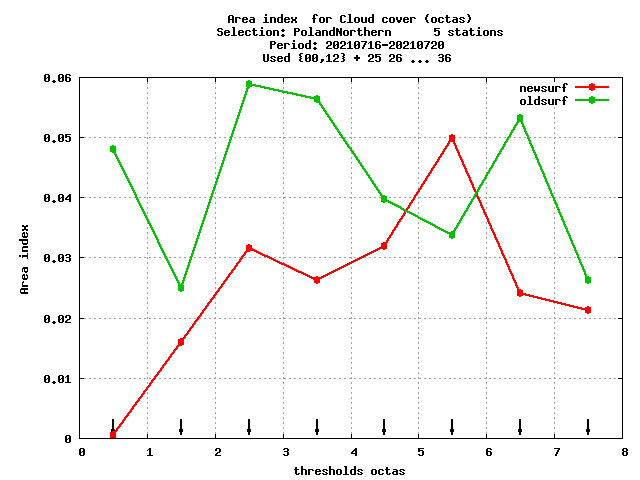 Area index  for Cloud cover (octas)
Selection: PolandNorthern      5 stations
Period: 20210716-20210720
Used {00,12} + 25 26 ... 36
newsurf
oldsurf
0.06
0.05
0.04
0.03
0.02
0.01
0
Area index
0 1 2 3 4 5 6 7 8
thresholds octas